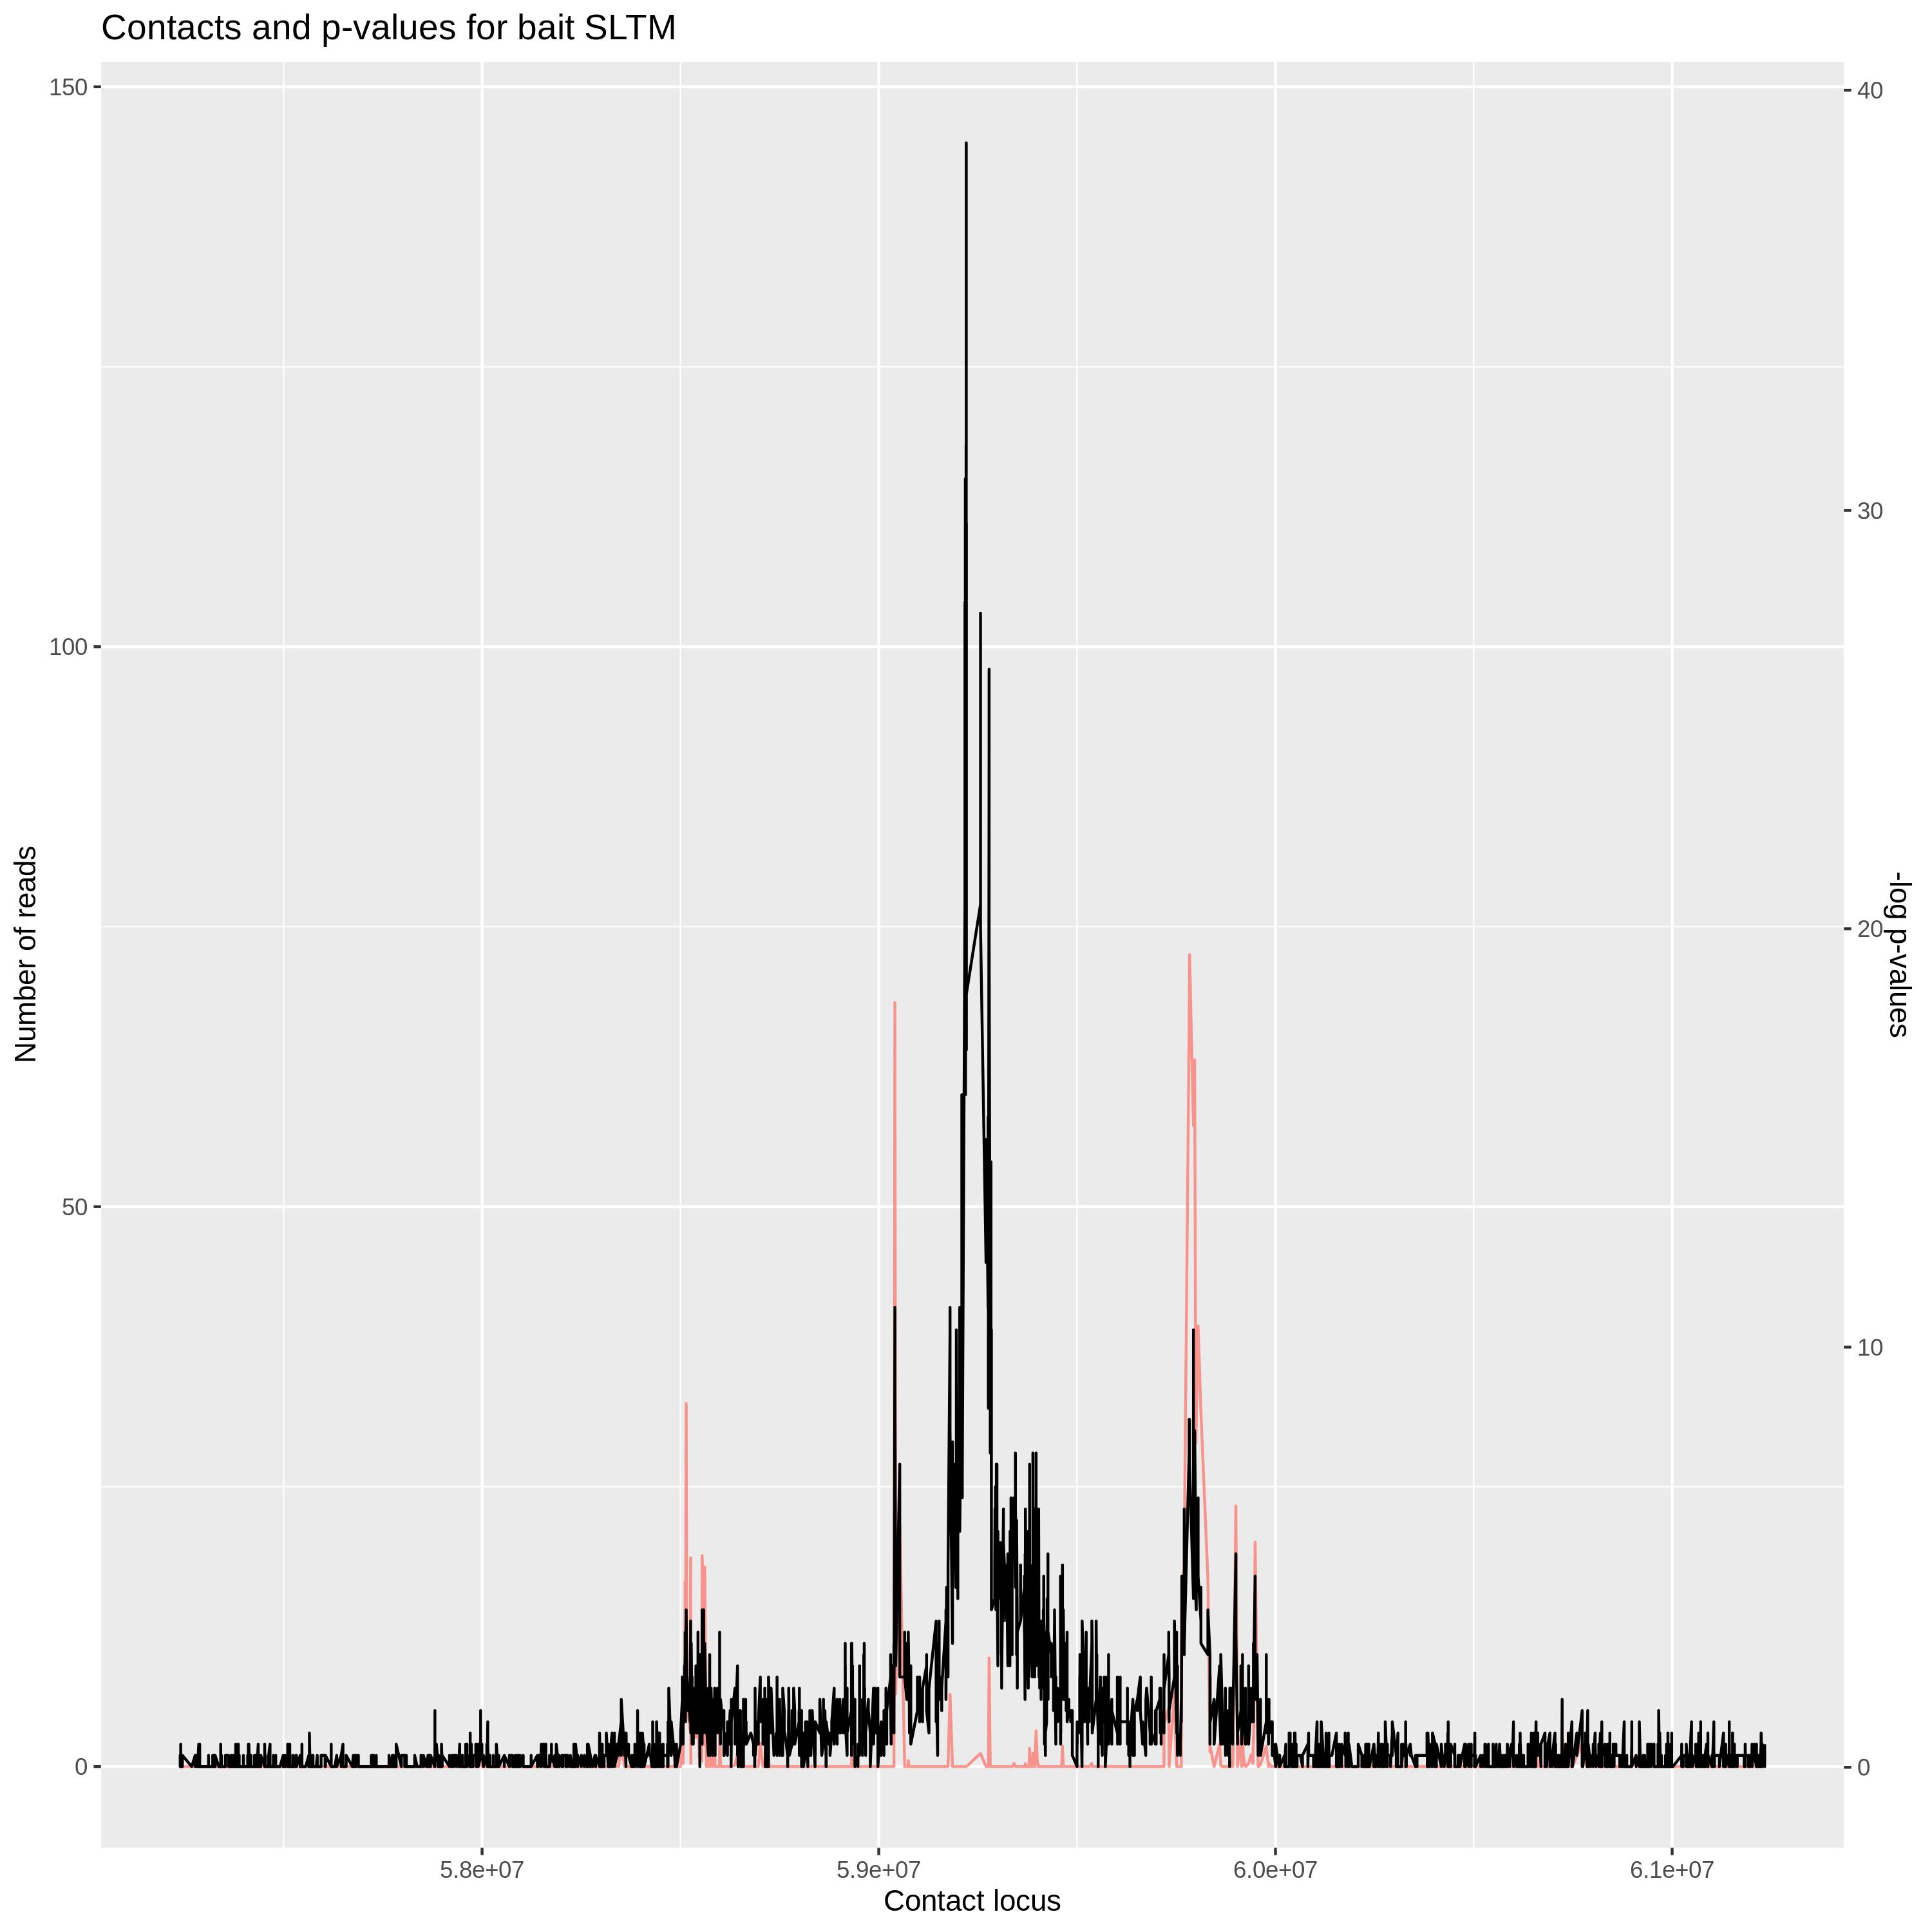 Contacts and p-values for bait SLTM
150
100
50
0
Number of reads
40
30
20
10
0
-log p-values
5.8e+07
5.9e+07
6.0e+07
6.1e+07
Contact locus